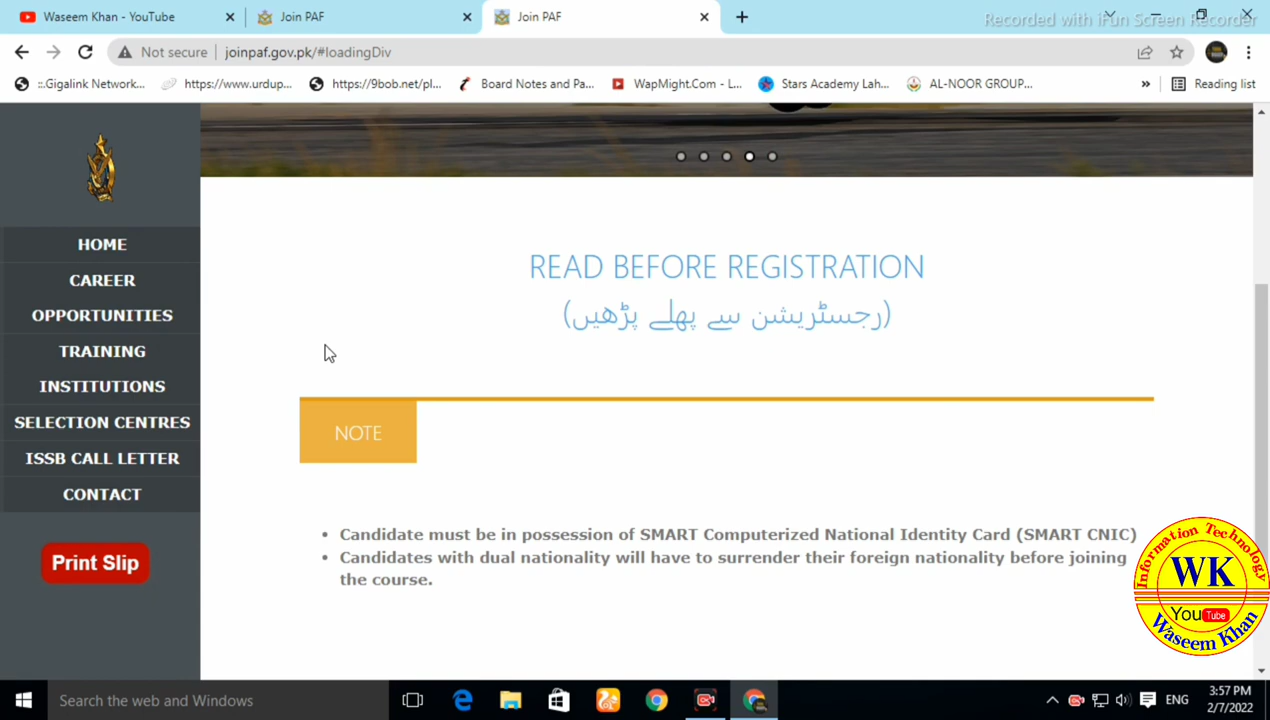 Waseem Khan - YouTube
Join PAF
Join PAF
Recorded with iFun Screen Recorder
Not secure
joinpaf.gov.pk/#loadingDiv
::.Gigalink Network...
https://www.urdup...
https://9bob.net/pl...
Board Notes and Pa...
WapMight.Com - L...
Stars Academy Lah...
AL-NOOR GROUP...
»
Reading list
HOME
CAREER
OPPORTUNITIES
TRAINING
INSTITUTIONS
SELECTION CENTRES
ISSB CALL LETTER
CONTACT
Print Slip
READ BEFORE REGISTRATION
(رجسٹریشن سے پھلے پڑھیں)
NOTE
• Candidate must be in possession of SMART Computerized National Identity Card (SMART CNIC)
• Candidates with dual nationality will have to surrender their foreign nationality before joining
the course.
Information Technology
WK
YouTube
Waseem Khan
Search the web and Windows
ENG
3:57 PM
2/7/2022